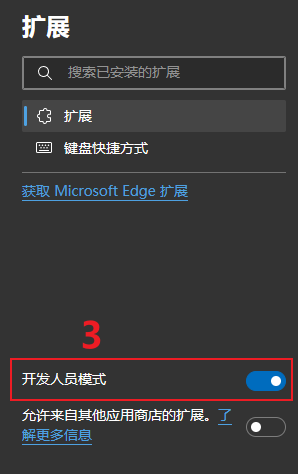 扩展
搜索已安装的扩展
扩展
键盘快捷方式
获取 Microsoft Edge 扩展
3
开发人员模式
允许来自其他应用商店的扩展。了
解更多信息